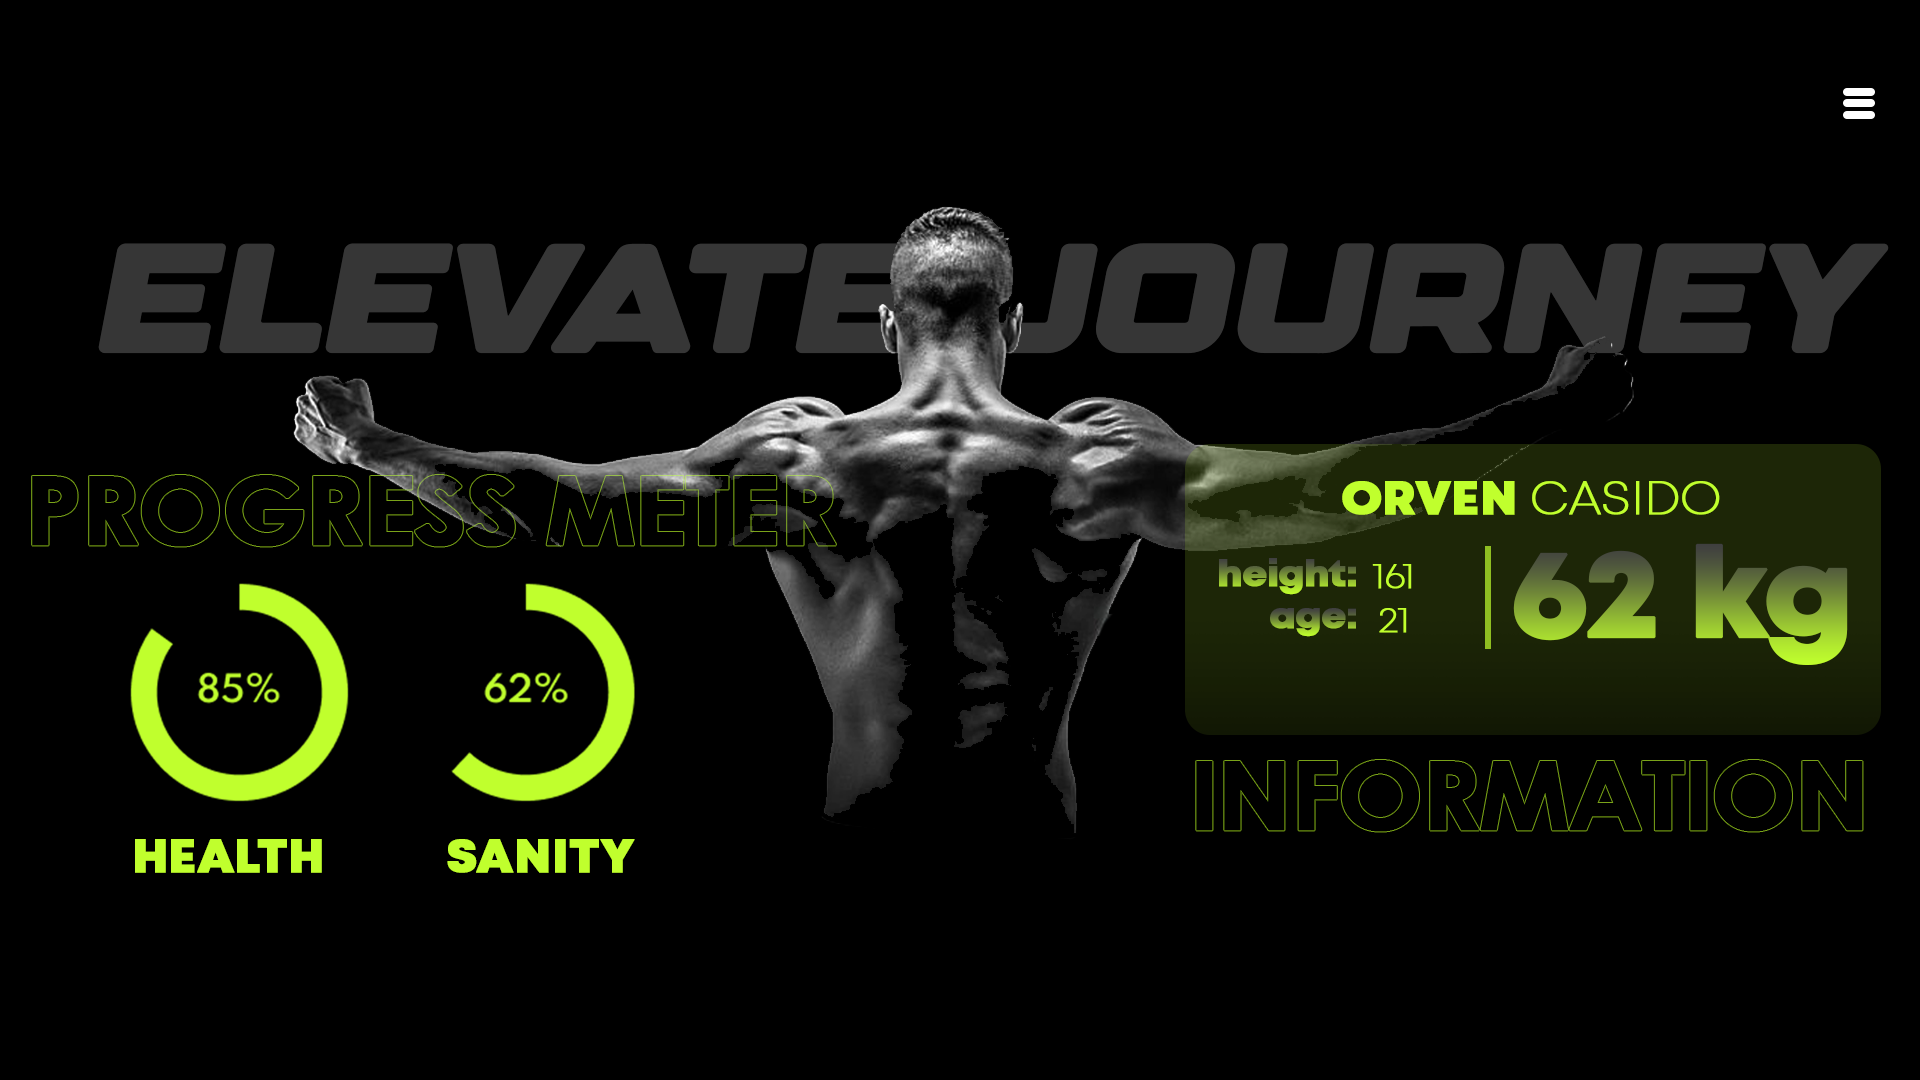 ELEVATE JOURNEY
PROGRESS METER
85%
62%
HEALTH
SANITY
ORVEN CASIDO
height: 161
age: 21
62 kg
INFORMATION